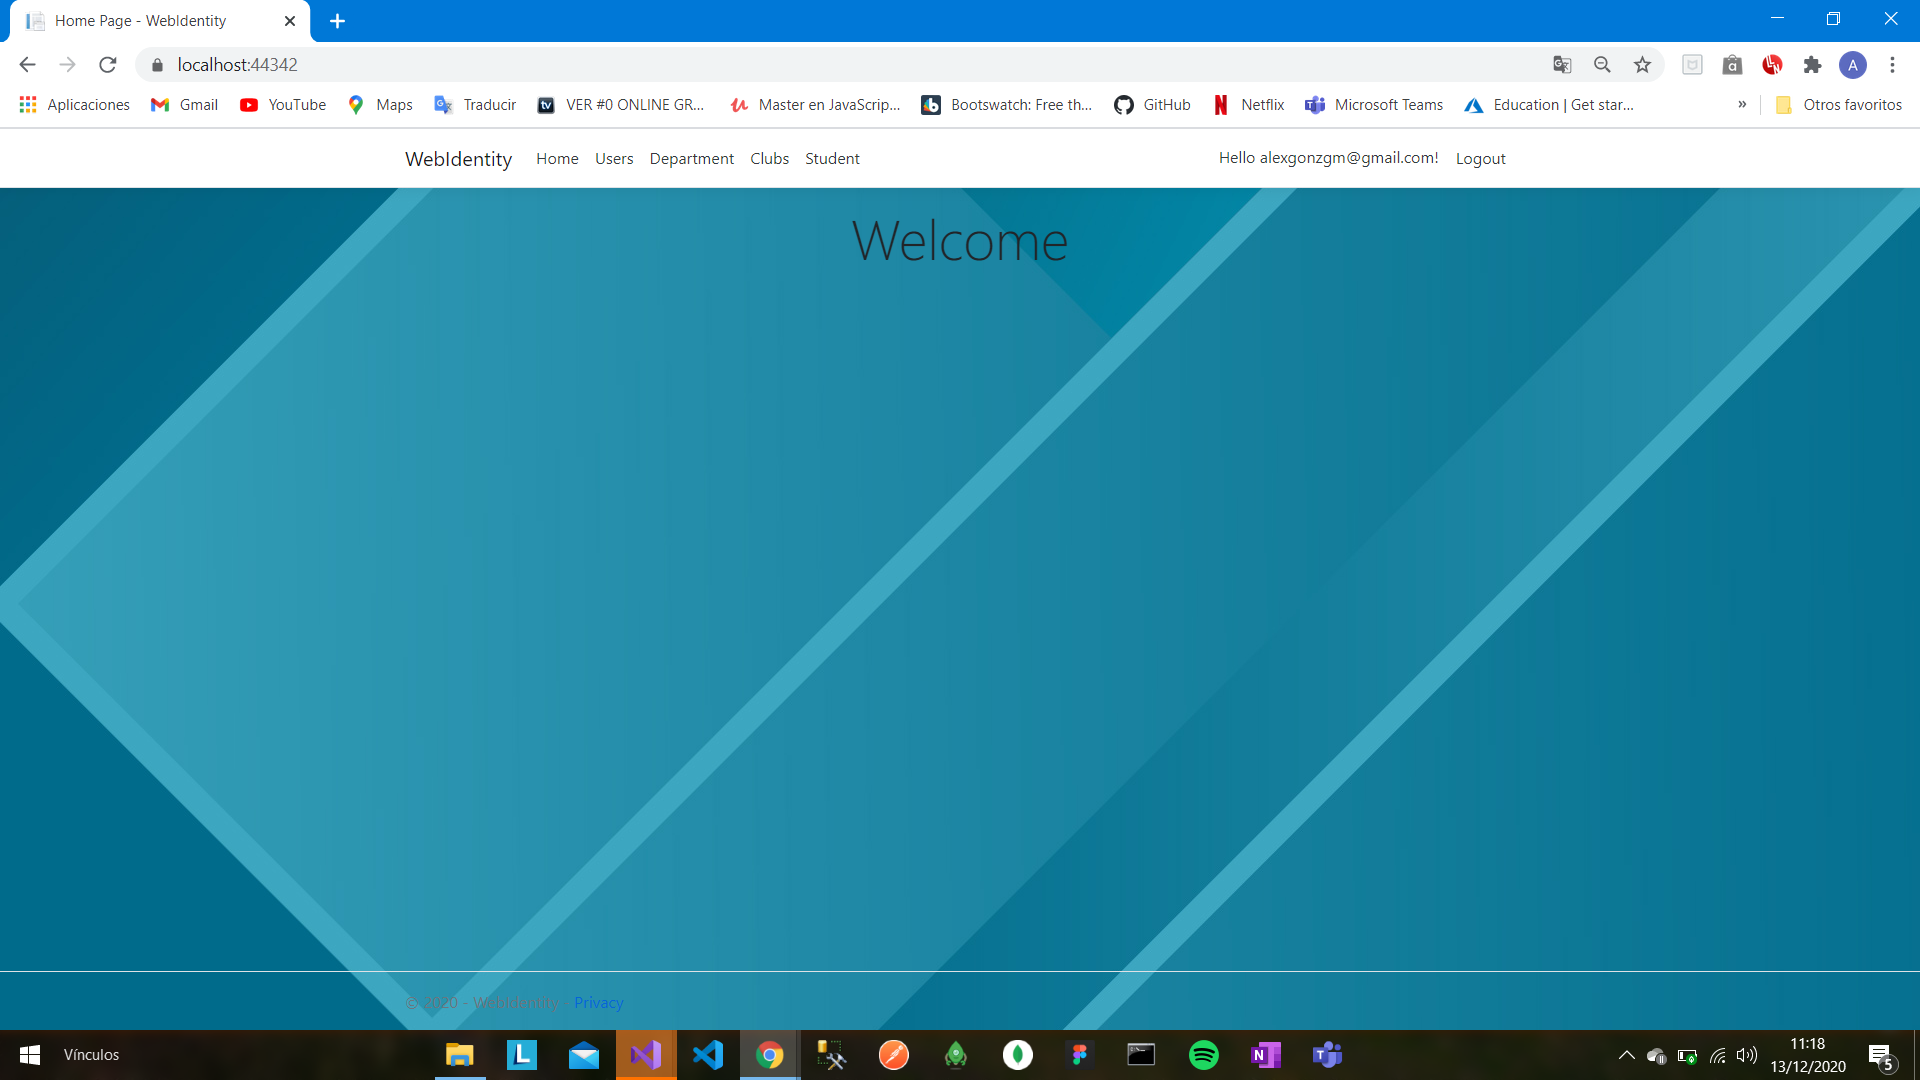 Home Page - WebIdentity
localhost:44342
Aplicaciones Gmail YouTube Maps Traducir VER #0 ONLINE GR... Master en JavaScrip... Bootswatch: Free th... GitHub Netflix Microsoft Teams Education | Get star... » Otros favoritos
WebIdentity Home Users Department Clubs Student Hello alexgonzgm@gmail.com! Logout
Welcome
© 2020 - WebIdentity - Privacy
Vínculos
11:18
13/12/2020
5